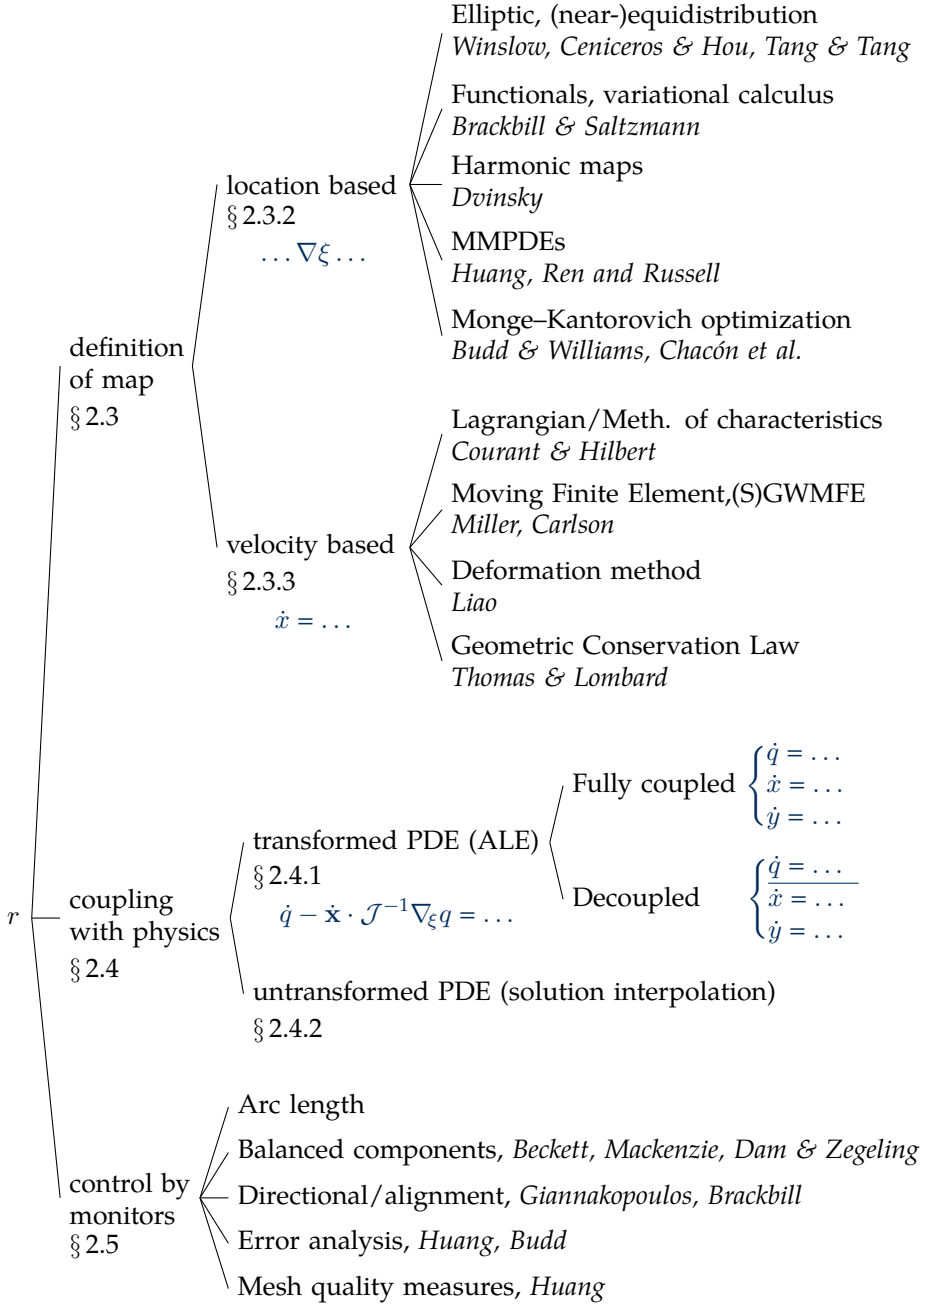 Elliptic, (near-)equidistribution
Winslow, Ceniceros & Hou, Tang & Tang
Functionals, variational calculus
Brackbill & Saltzmann
location based
§ 2.3.2
… ∇ξ …
Harmonic maps
Dvinsky
MMPDEs
Huang, Ren and Russell
Monge–Kantorovich optimization
Budd & Williams, Chacón et al.
definition
of map
§ 2.3
Lagrangian/Meth. of characteristics
Courant & Hilbert
Moving Finite Element,(S)GWMFE
Miller, Carlson
velocity based
§ 2.3.3
ẋ = …
Deformation method
Liao
Geometric Conservation Law
Thomas & Lombard
r
coupling
with physics
§ 2.4
transformed PDE (ALE)
§ 2.4.1
q̇ − ẋ · 𝒥⁻¹∇ξq = …
Fully coupled
q̇ = …
ẋ = …
ẏ = …
Decoupled
q̇ = …
ẋ = …
ẏ = …
untransformed PDE (solution interpolation)
§ 2.4.2
control by
monitors
§ 2.5
Arc length
Balanced components, Beckett, Mackenzie, Dam & Zegeling
Directional/alignment, Giannakopoulos, Brackbill
Error analysis, Huang, Budd
Mesh quality measures, Huang